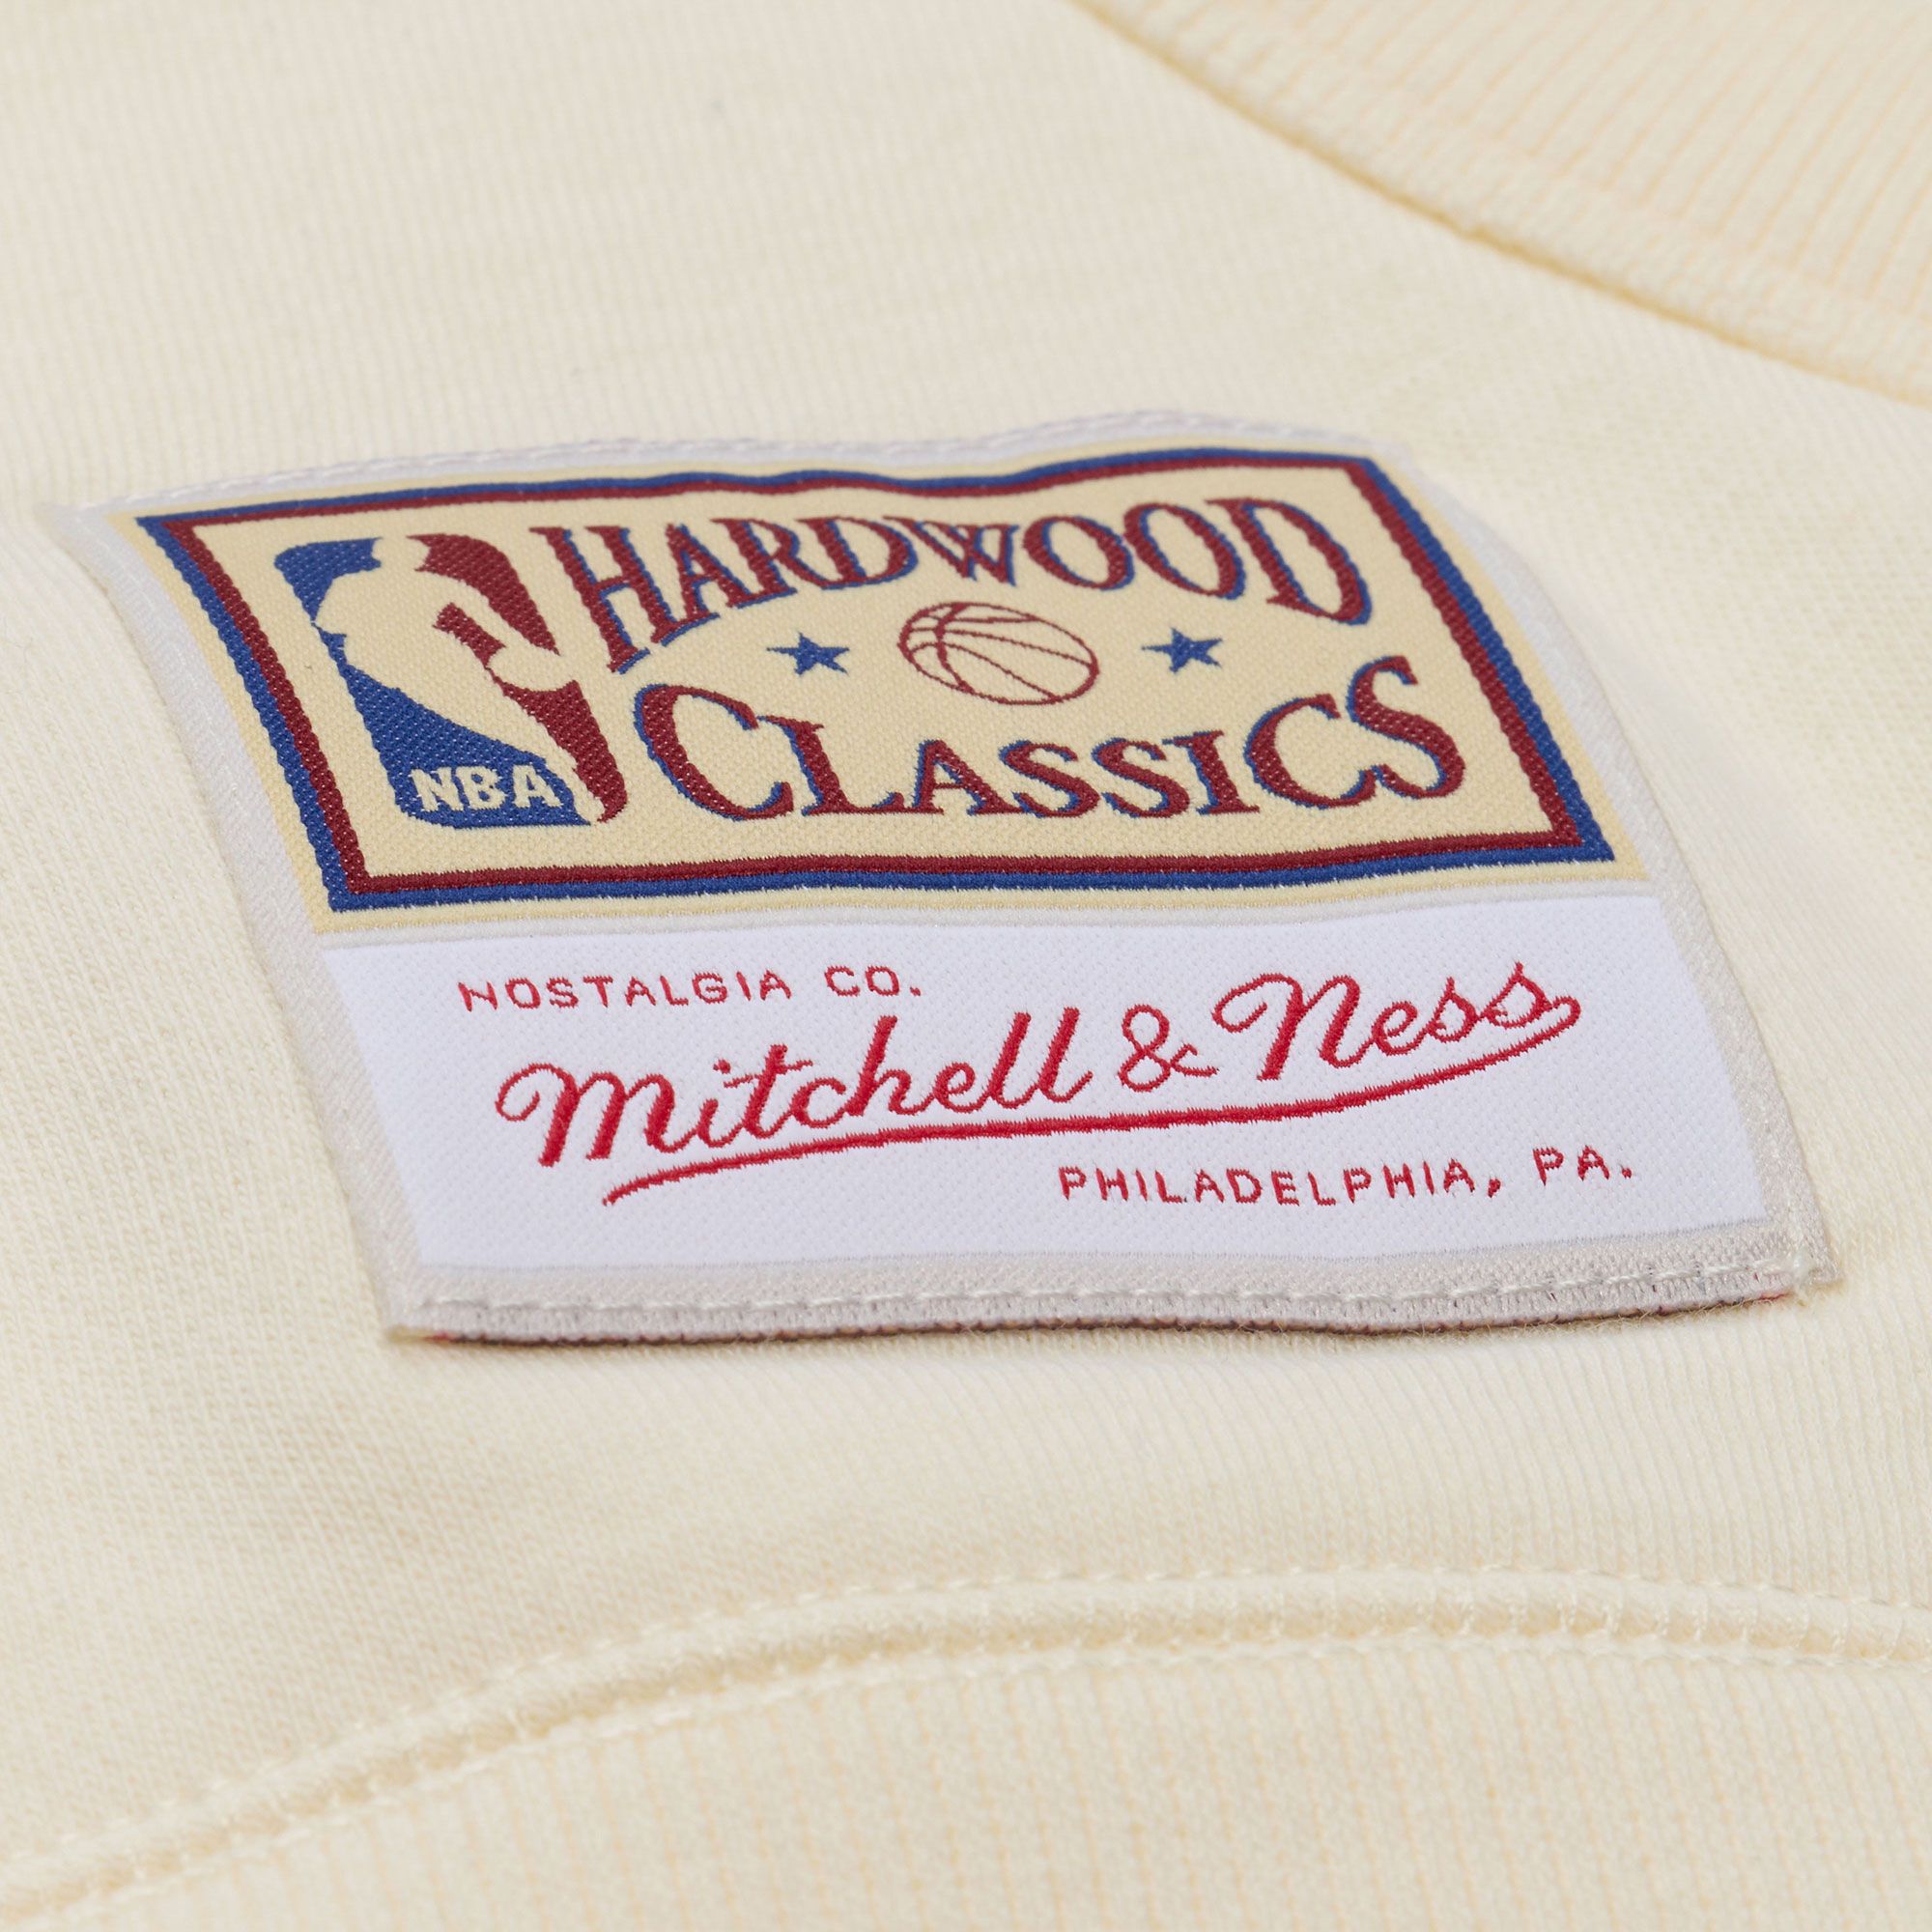 NBA
HARDWOOD
CLASSICS
NOSTALGIA CO.
Mitchell & Ness
PHILADELPHIA, PA.